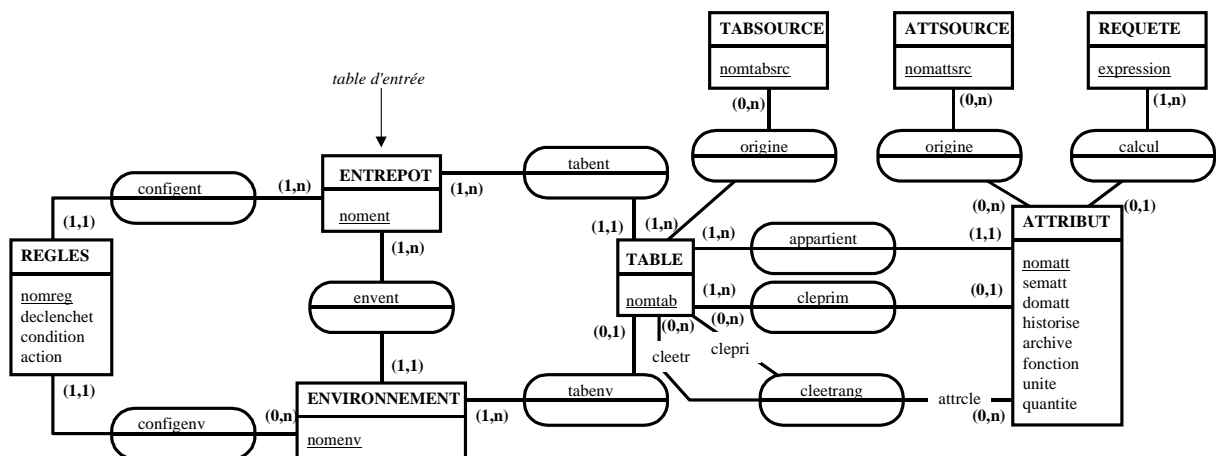 TABSOURCE
nomtabsrc
(0,n)
origine
ATTSOURCE
nomattsrc
(0,n)
origine
REQUETE
expression
(1,n)
calcul
table d'entrée
ENTREPOT
noment
(1,n)
(1,n)
(1,n)
configent
(1,1)
REGLES
nomreg
declenchet
condition
action
(1,1)
configenv
(0,n)
envent
(1,1)
ENVIRONNEMENT
nomenv
(1,n)
tabent
(1,1)
(1,n)
TABLE
nomtab
(1,n)
appartient
(1,1)
(1,n)
cleprim
(0,1)
(0,1)
(0,n)
(0,n)
cleetr
clepri
tabenv
cleetrang
attrcle
(0,n)
(0,n)
(0,1)
ATTRIBUT
nomatt
sematt
domatt
historise
archive
fonction
unite
quantite